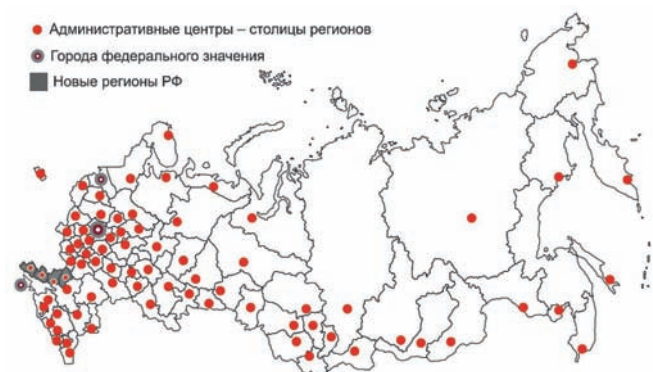 Административные центры – столицы регионов
Города федерального значения
Новые регионы РФ